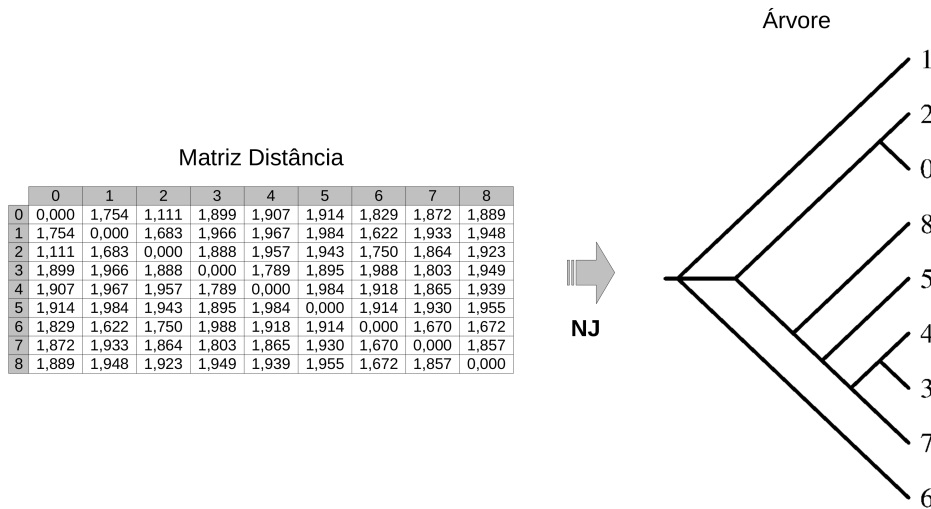 Árvore
Matriz Distância
0 1 2 3 4 5 6 7 8
0 0,000 1,754 1,111 1,899 1,907 1,914 1,829 1,872 1,889
1 1,754 0,000 1,683 1,966 1,967 1,984 1,622 1,933 1,948
2 1,111 1,683 0,000 1,888 1,957 1,943 1,750 1,864 1,923
3 1,899 1,966 1,888 0,000 1,789 1,895 1,988 1,803 1,949
4 1,907 1,967 1,957 1,789 0,000 1,984 1,918 1,865 1,939
5 1,914 1,984 1,943 1,895 1,984 0,000 1,914 1,930 1,955
6 1,829 1,622 1,750 1,988 1,918 1,914 0,000 1,670 1,672
7 1,872 1,933 1,864 1,803 1,865 1,930 1,670 0,000 1,857
8 1,889 1,948 1,923 1,949 1,939 1,955 1,672 1,857 0,000
NJ
1
2
0
8
5
4
3
7
6